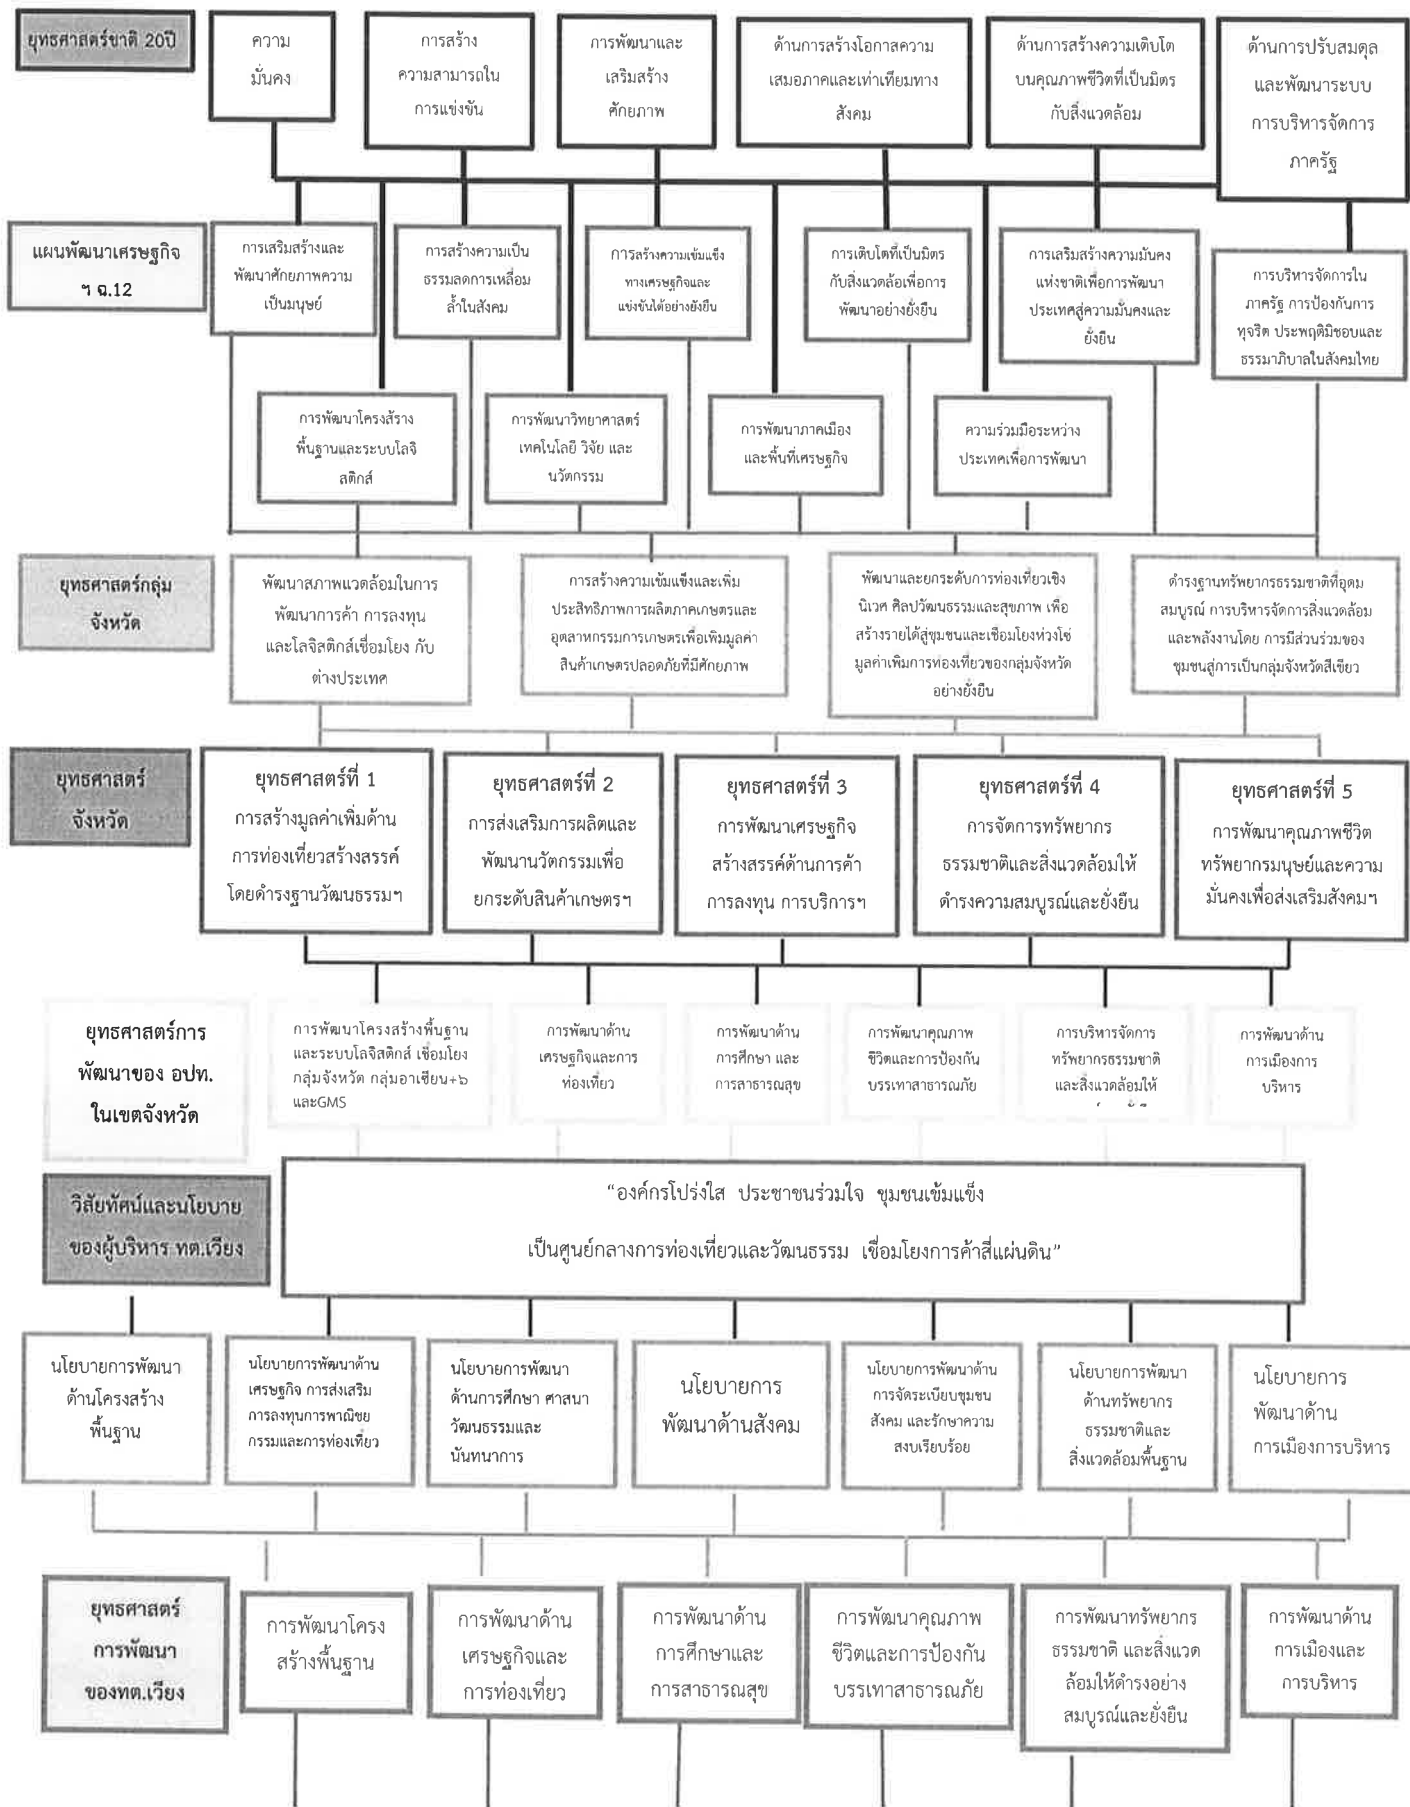 ยุทธศาสตร์ชาติ 20ปี
ความ
มั่นคง
การสร้าง
ความสามารถใน
การแข่งขัน
การพัฒนาและ
เสริมสร้าง
ศักยภาพ
ด้านการสร้างโอกาสความ
เสมอภาคและเท่าเทียมทาง
สังคม
ด้านการสร้างความเติบโต
บนคุณภาพชีวิตที่เป็นมิตร
กับสิ่งแวดล้อม
ด้านการปรับสมดุล
และพัฒนาระบบ
การบริหารจัดการ
ภาครัฐ
แผนพัฒนาเศรษฐกิจ
ฯ ฉ.12
การเสริมสร้างและ
พัฒนาศักยภาพความ
เป็นมนุษย์
การสร้างความเป็น
ธรรมลดการเหลื่อม
ล้ำในสังคม
การสร้างความเข้มแข็ง
ทางเศรษฐกิจและ
แข่งขันได้อย่างยังยืน
การเติบโตที่เป็นมิตร
กับสิ่งแวดล้อเพื่อการ
พัฒนาอย่างยั่งยืน
การเสริมสร้างความมั่นคง
แห่งชาติเพื่อการพัฒนา
ประเทศสู่ความมั่นคงและ
ยั่งยืน
การบริหารจัดการใน
ภาครัฐ การป้องกันการ
ทุจริต ประพฤติมิชอบและ
ธรรมาภิบาลในสังคมไทย
การพัฒนาโครงส้ราง
พื้นฐานและระบบโลจิ
สติกส์
การพัฒนาวิทยาศาสตร์
เทคโนโลยี วิจัย และ
นวัตกรรม
การพัฒนาภาคเมือง
และพื้นที่เศรษฐกิจ
ความร่วมมือระหว่าง
ประเทศเพื่อการพัฒนา
ยุทธศาสตร์กลุ่ม
จังหวัด
พัฒนาสภาพแวดล้อมในการ
พัฒนาการค้า การลงทุน
และโลจิสติกส์เชื่อมโยง กับ
ต่างประเทศ
การสร้างความเข้มแข็งและเพิ่ม
ประสิทธิภาพการผลิตภาคเกษตรและ
อุตสาหกรรมการเกษตรเพื่อเพิ่มมูลค่า
สินค้าเกษตรปลอดภัยที่มีศักยภาพ
พัฒนาและยกระดับการท่องเที่ยวเชิง
นิเวศ ศิลปวัฒนธรรมและสุขภาพ เพื่อ
สร้างรายได้สู่ชุมชนและเชื่อมโยงห่วงโซ่
มูลค่าเพิ่มการท่องเที่ยวของกลุ่มจังหวัด
อย่างยั่งยืน
ดำรงฐานทรัพยากรธรรมชาติที่อุดม
สมบูรณ์ การบริหารจัดการสิ่งแวดล้อม
และพลังงานโดย การมีส่วนร่วมของ
ชุมชนสู่การเป็นกลุ่มจังหวัดสีเขียว
ยุทธศาสตร์
จังหวัด
ยุทธศาสตร์ที่ 1
การสร้างมูลค่าเพิ่มด้าน
การท่องเที่ยวสร้างสรรค์
โดยดำรงฐานวัฒนธรรมฯ
ยุทธศาสตร์ที่ 2
การส่งเสริมการผลิตและ
พัฒนานวัตกรรมเพื่อ
ยกระดับสินค้าเกษตรฯ
ยุทธศาสตร์ที่ 3
การพัฒนาเศรษฐกิจ
สร้างสรรค์ด้านการค้า
การลงทุน การบริการฯ
ยุทธศาสตร์ที่ 4
การจัดการทรัพยากร
ธรรมชาติและสิ่งแวดล้อมให้
ดำรงความสมบูรณ์และยั่งยืน
ยุทธศาสตร์ที่ 5
การพัฒนาคุณภาพชีวิต
ทรัพยากรมนุษย์และความ
มั่นคงเพื่อส่งเสริมสังคมฯ
ยุทธศาสตร์การ
พัฒนาของ อปท.
ในเขตจังหวัด
การพัฒนาโครงสร้างพื้นฐาน
และระบบโลจิสติกส์ เชื่อมโยง
กลุ่มจังหวัด กลุ่มอาเซียน+๖
และGMS
การพัฒนาด้าน
เศรษฐกิจและการ
ท่องเที่ยว
การพัฒนาด้าน
การศึกษา และ
การสาธารณสุข
การพัฒนาคุณภาพ
ชีวิตและการป้องกัน
บรรเทาสาธารณภัย
การบริหารจัดการ
ทรัพยากรธรรมชาติ
และสิ่งแวดล้อมให้
การพัฒนาด้าน
การเมืองการ
บริหาร
วิสัยทัศน์และนโยบาย
ของผู้บริหาร ทต.เวียง
“องค์กรโปร่งใส ประชาชนร่วมใจ ชุมชนเข้มแข็ง
เป็นศูนย์กลางการท่องเที่ยวและวัฒนธรรม เชื่อมโยงการค้าสี่แผ่นดิน”
นโยบายการพัฒนา
ด้านโครงสร้าง
พื้นฐาน
นโยบายการพัฒนาด้าน
เศรษฐกิจ การส่งเสริม
การลงทุนการพาณิชย
กรรมและการท่องเที่ยว
นโยบายการพัฒนา
ด้านการศึกษา ศาสนา
วัฒนธรรมและ
นันทนาการ
นโยบายการ
พัฒนาด้านสังคม
นโยบายการพัฒนาด้าน
การจัดระเบียบชุมชน
สังคม และรักษาความ
สงบเรียบร้อย
นโยบายการพัฒนา
ด้านทรัพยากร
ธรรมชาติและ
สิ่งแวดล้อมพื้นฐาน
นโยบายการ
พัฒนาด้าน
การเมืองการบริหาร
ยุทธศาสตร์
การพัฒนา
ของทต.เวียง
การพัฒนาโครง
สร้างพื้นฐาน
การพัฒนาด้าน
เศรษฐกิจและ
การท่องเที่ยว
การพัฒนาด้าน
การศึกษาและ
การสาธารณสุข
การพัฒนาคุณภาพ
ชีวิตและการป้องกัน
บรรเทาสาธารณภัย
การพัฒนาทรัพยากร
ธรรมชาติ และสิ่งแวด
ล้อมให้ดำรงอย่าง
สมบูรณ์และยั่งยืน
การพัฒนาด้าน
การเมืองและ
การบริหาร